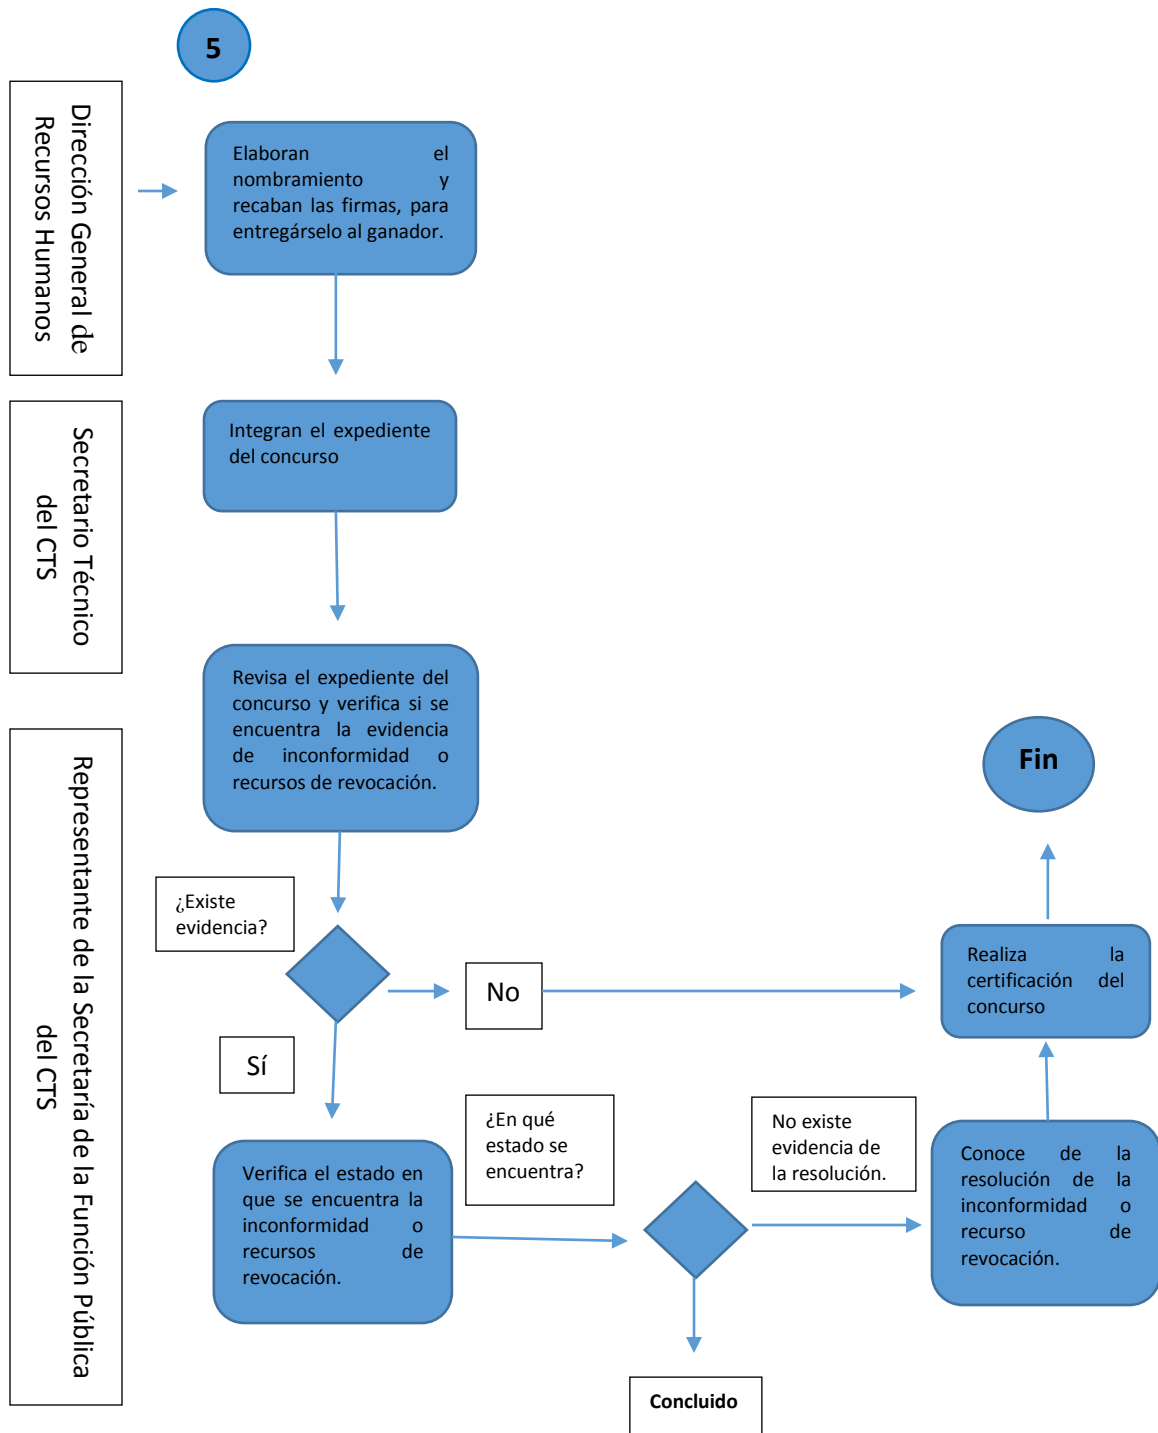 5
Dirección General de
Recursos Humanos
Elaboran el
nombramiento y
recaban las firmas, para
entregárselo al ganador.
Secretario Técnico
del CTS
Integran el expediente
del concurso
Representante de la Secretaría de la Función Pública
del CTS
Revisa el expediente del
concurso y verifica si se
encuentra la evidencia
de inconformidad o
recursos de revocación.
Fin
¿Existe
evidencia?
No
Realiza la
certificación del
concurso
Sí
¿En qué
estado se
encuentra?
No existe
evidencia de
la resolución.
Verifica el estado en
que se encuentra la
inconformidad o
recursos de
revocación.
Conoce de la
resolución de la
inconformidad o
recurso de
revocación.
Concluido